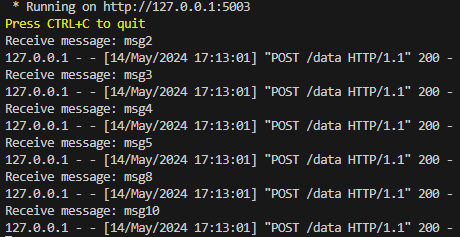 * Running on http://127.0.0.1:5003
Press CTRL+C to quit
Receive message: msg2
127.0.0.1 - - [14/May/2024 17:13:01] "POST /data HTTP/1.1" 200 -
Receive message: msg3
127.0.0.1 - - [14/May/2024 17:13:01] "POST /data HTTP/1.1" 200 -
Receive message: msg4
127.0.0.1 - - [14/May/2024 17:13:01] "POST /data HTTP/1.1" 200 -
Receive message: msg5
127.0.0.1 - - [14/May/2024 17:13:01] "POST /data HTTP/1.1" 200 -
Receive message: msg8
127.0.0.1 - - [14/May/2024 17:13:01] "POST /data HTTP/1.1" 200 -
Receive message: msg10
127.0.0.1 - - [14/May/2024 17:13:01] "POST /data HTTP/1.1" 200 -